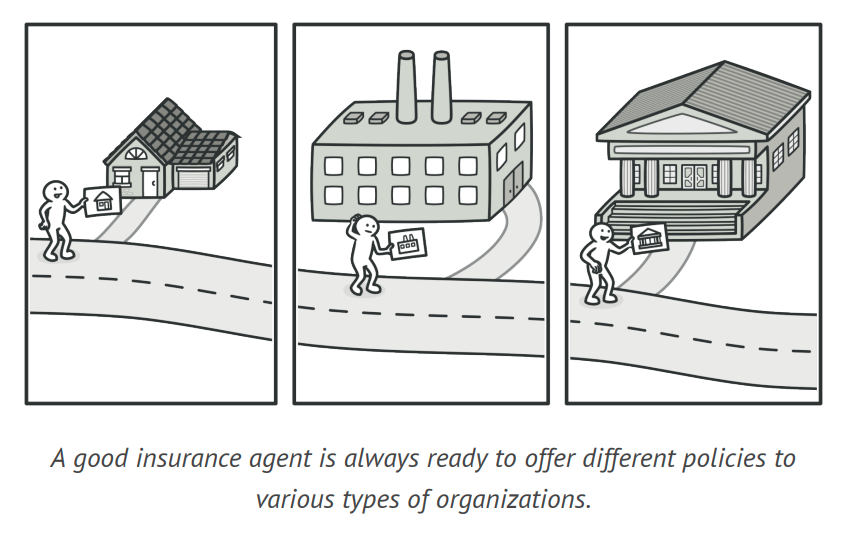 A good insurance agent is always ready to offer different policies to
various types of organizations.